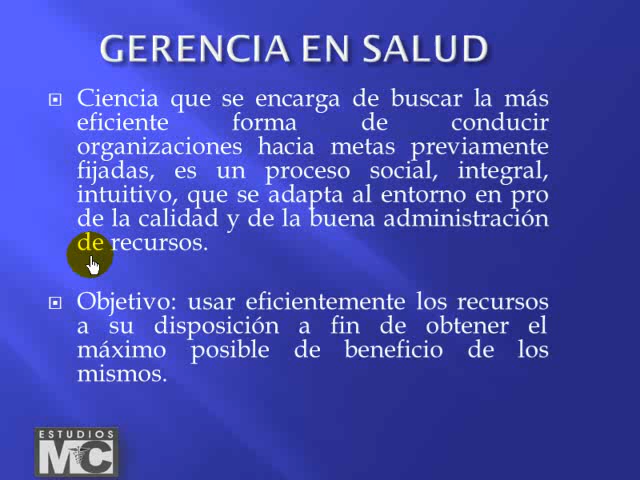 GERENCIA EN SALUD
Ciencia que se encarga de buscar la más
eficiente forma de conducir
organizaciones hacia metas previamente
fijadas, es un proceso social, integral,
intuitivo, que se adapta al entorno en pro
de la calidad y de la buena administración
de recursos.
Objetivo: usar eficientemente los recursos
a su disposición a fin de obtener el
máximo posible de beneficio de los
mismos.
ESTUDIOS
MC